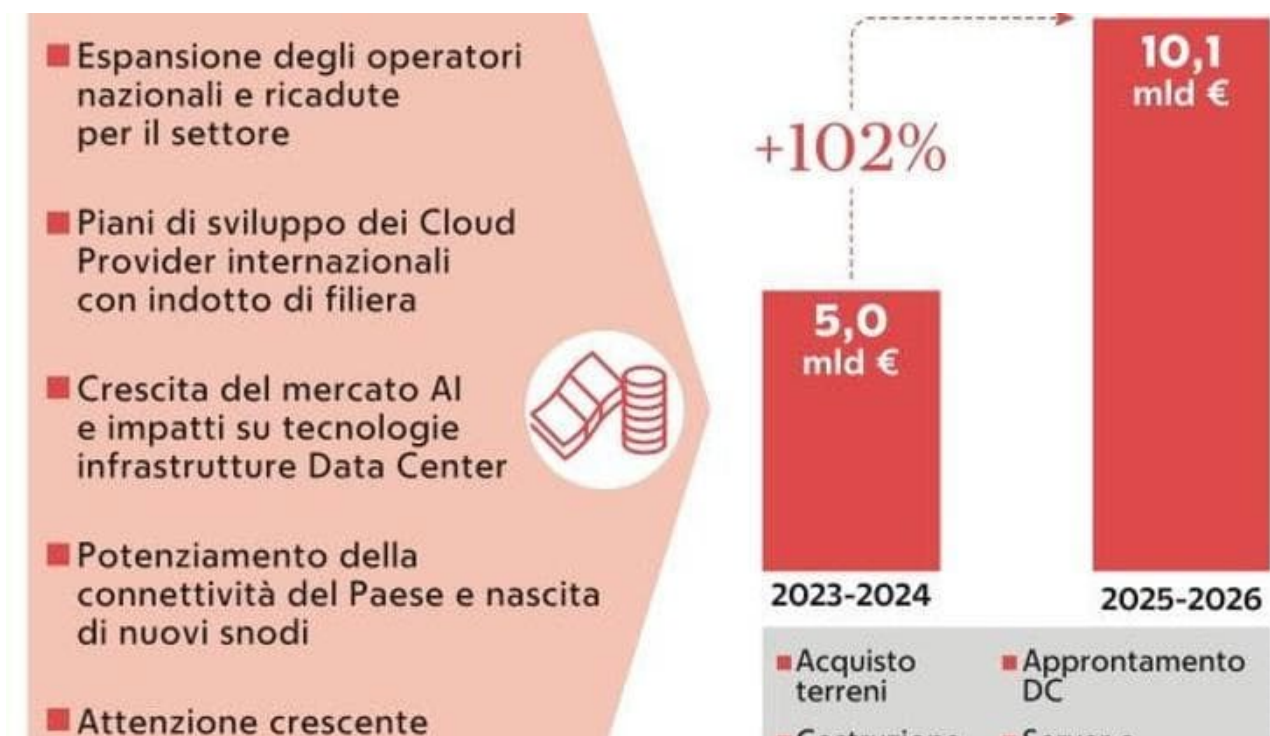 Espansione degli operatori
nazionali e ricadute
per il settore
Piani di sviluppo dei Cloud
Provider internazionali
con indotto di filiera
Crescita del mercato AI
e impatti su tecnologie
infrastrutture Data Center
Potenziamento della
connettività del Paese e nascita
di nuovi snodi
Attenzione crescente
+102%
5,0
mld €
10,1
mld €
2023-2024
2025-2026
Acquisto
terreni
Approntamento
DC